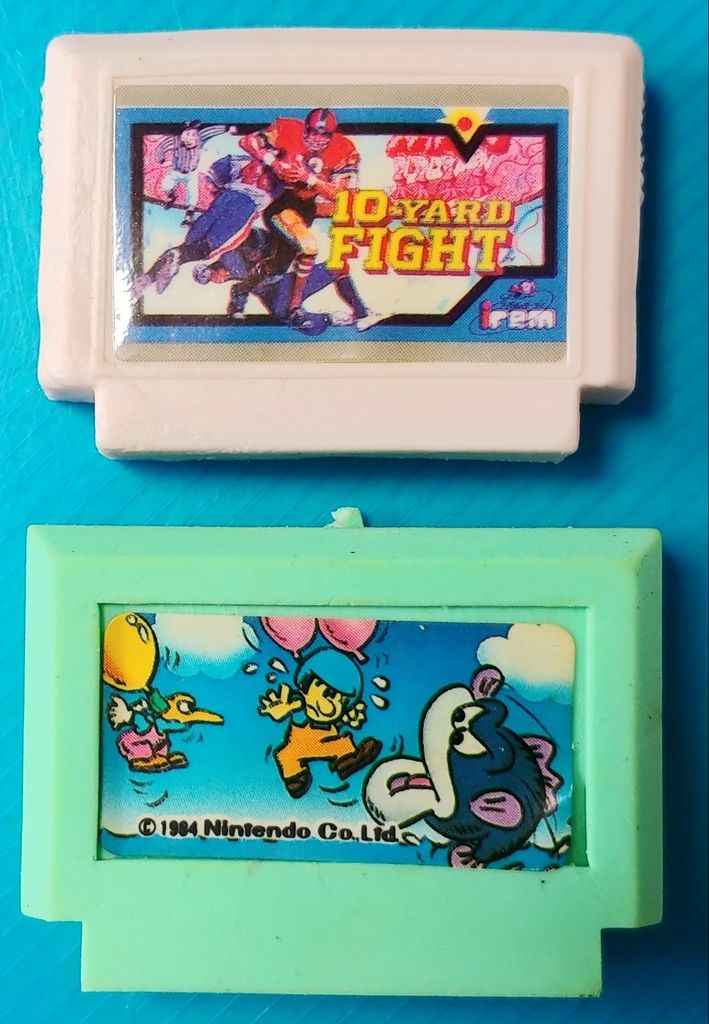 10-YARD
FIGHT
irem
© 1984 Nintendo Co., Ltd.